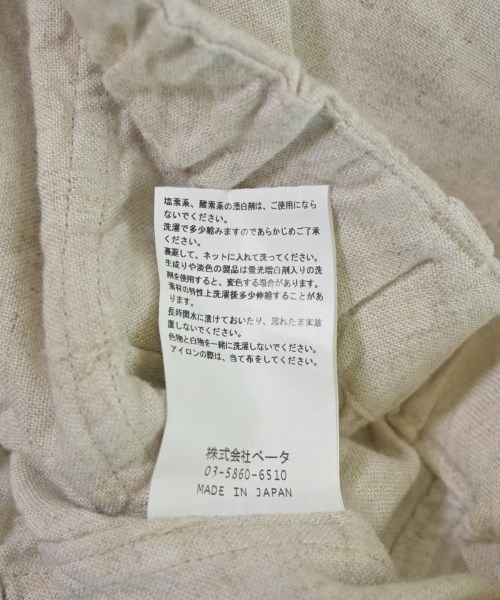 塩素系、酸素系の漂白剤は、ご使用になら
ないでください。
洗濯で多少縮みますのであらかじめご了承
ください。
裏返して、ネットに入れて洗ってください。
生成りや淡色の製品は蛍光増白剤入りの洗
剤を使用すると、変色する場合があります。
素材の特性上洗濯後多少伸縮することがあ
ります。
長時間水に漬けておいたり、濡れたまま放
置しないでください。
色物と白物を一緒に洗濯しないでください。
アイロンの際は、当て布をしてください。
株式会社ベータ
03-5860-6510
MADE IN JAPAN